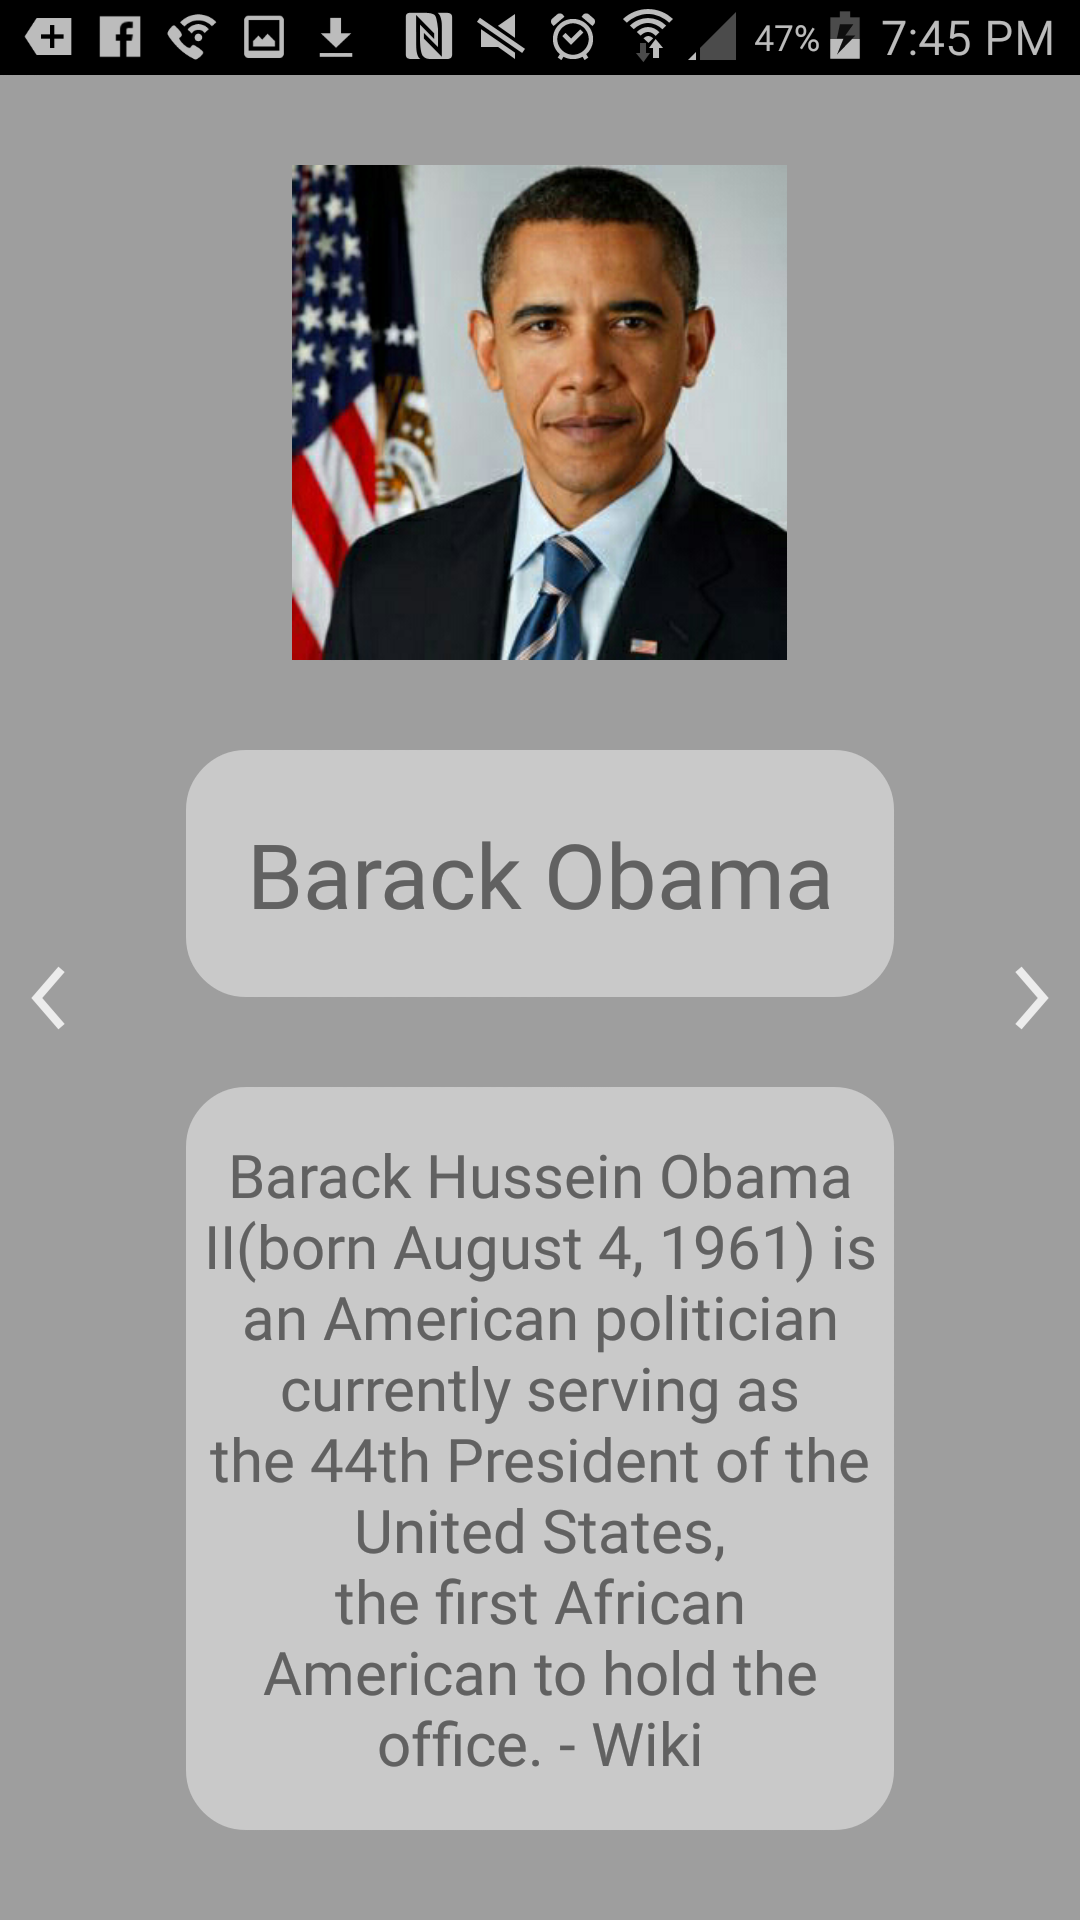 47% 7:45 PM
Barack Obama
Barack Hussein Obama
II(born August 4, 1961) is
an American politician
currently serving as
the 44th President of the
United States,
the first African
American to hold the
office. - Wiki